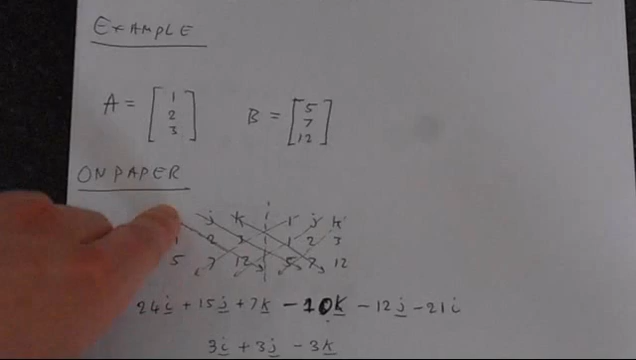 EXAMPLE
A = [1 2 3] B = [5 7 12]
ON PAPER
j k i j k
1 2 3 1 2 3
5 7 12 5 7 12
24i + 15j + 7k - 10k - 12j - 21i
3i + 3j - 3k